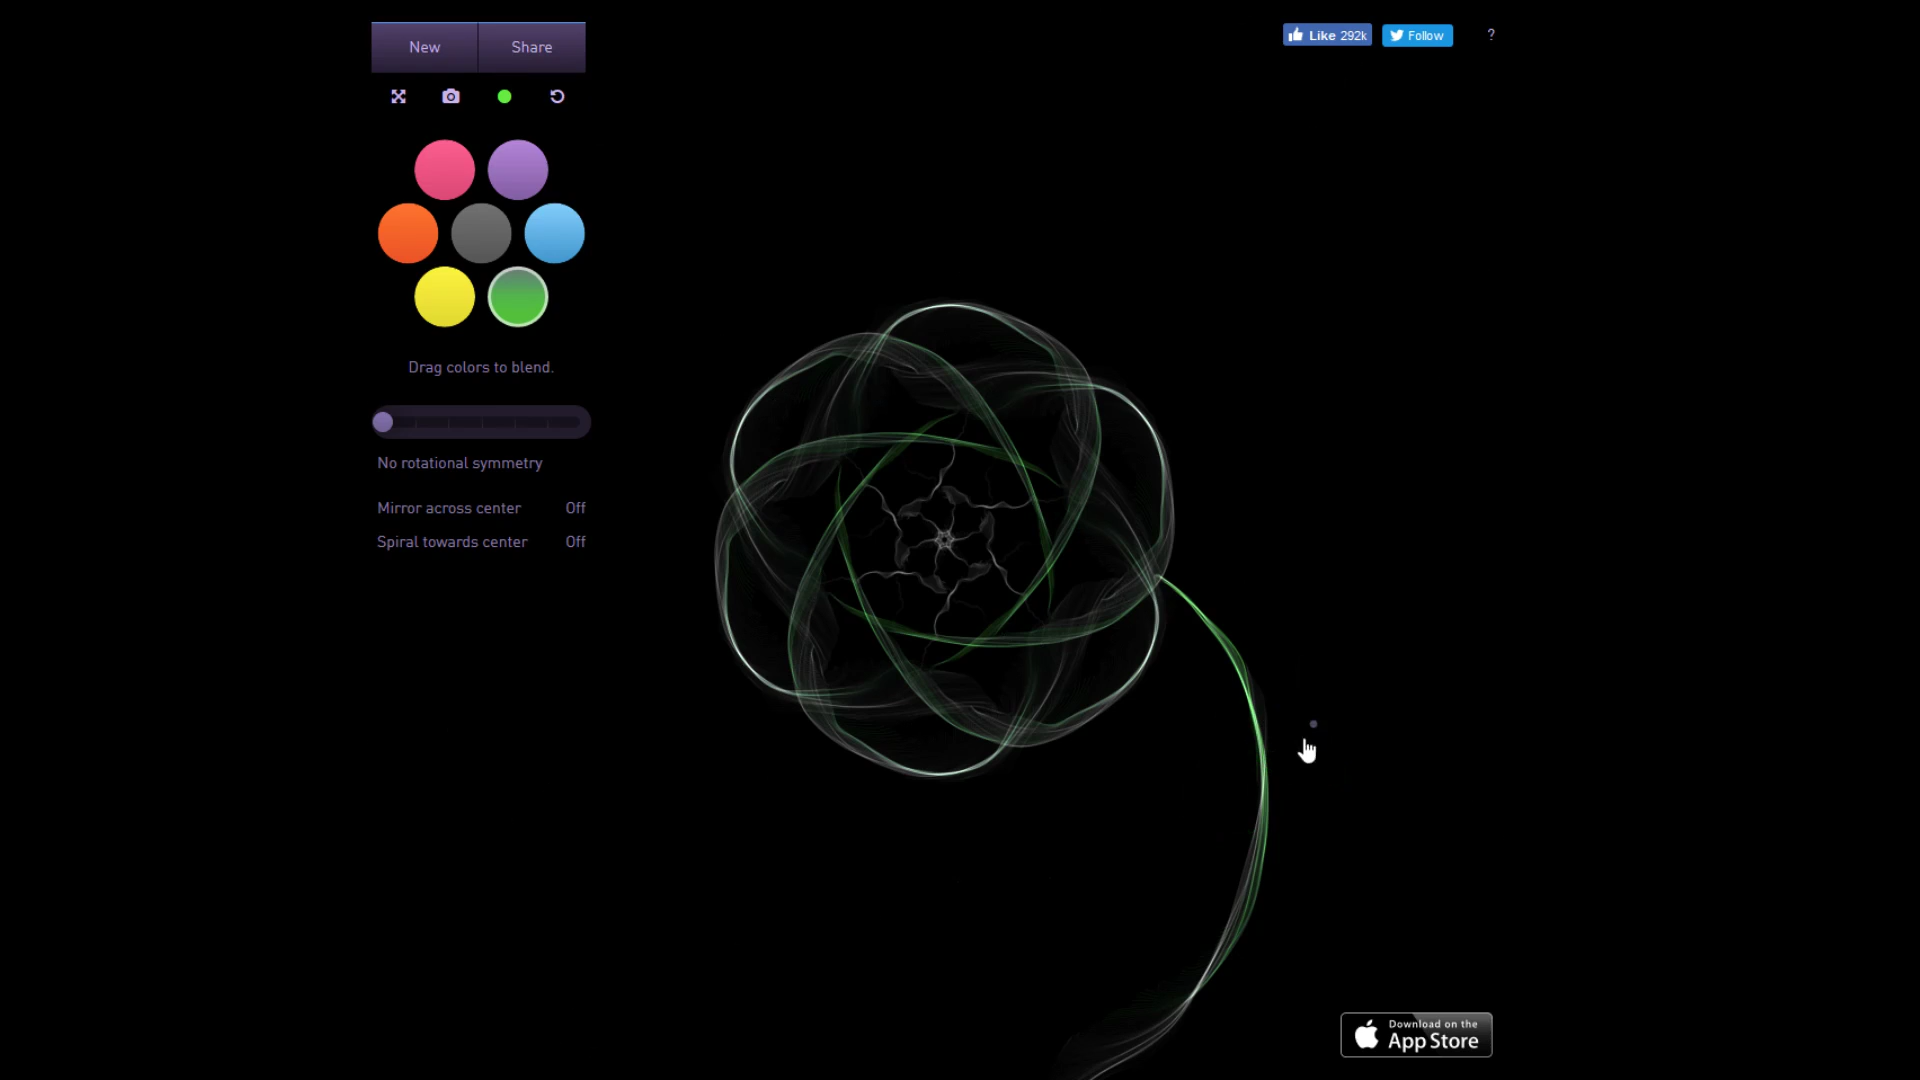 New
Share
Like 292k
Follow
?
Drag colors to blend.
No rotational symmetry
Mirror across center Off
Spiral towards center Off
Download on the
App Store